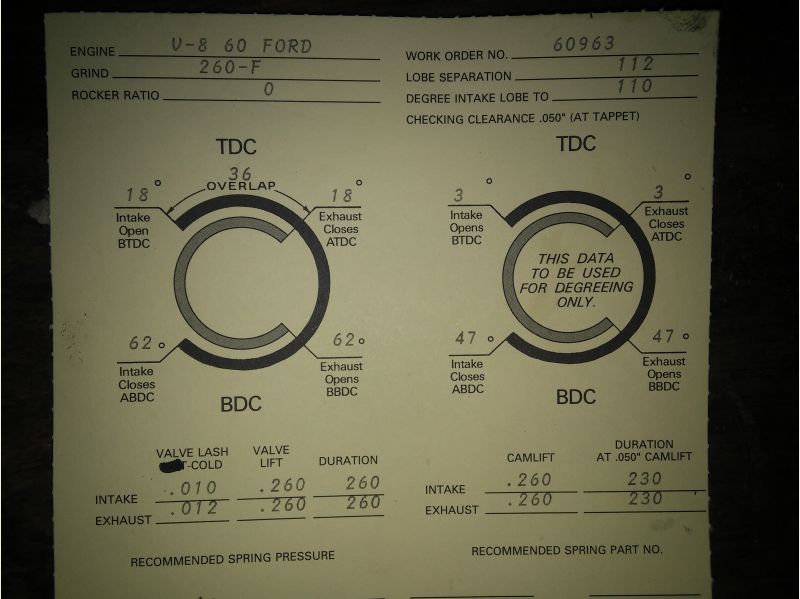 ENGINE V-8 60 FORD
GRIND 260-F
ROCKER RATIO 0
WORK ORDER NO. 60963
LOBE SEPARATION 112
DEGREE INTAKE LOBE TO 110
CHECKING CLEARANCE .050" (AT TAPPET)
TDC
36
OVERLAP
18°
Intake
Open
BTDC
18°
Exhaust
Closes
ATDC
62°
Intake
Closes
ABDC
62°
Exhaust
Opens
BBDC
BDC
TDC
3°
Intake
Opens
BTDC
3°
Exhaust
Closes
ATDC
THIS DATA
TO BE USED
FOR DEGREEING
ONLY.
47°
Intake
Closes
ABDC
47°
Exhaust
Opens
BBDC
BDC
VALVE LASH
T-COLD
VALVE
LIFT
DURATION
INTAKE .010 .260 260
EXHAUST .012 .260 260
CAMLIFT
DURATION
AT .050" CAMLIFT
INTAKE .260 230
EXHAUST .260 230
RECOMMENDED SPRING PRESSURE
RECOMMENDED SPRING PART NO.